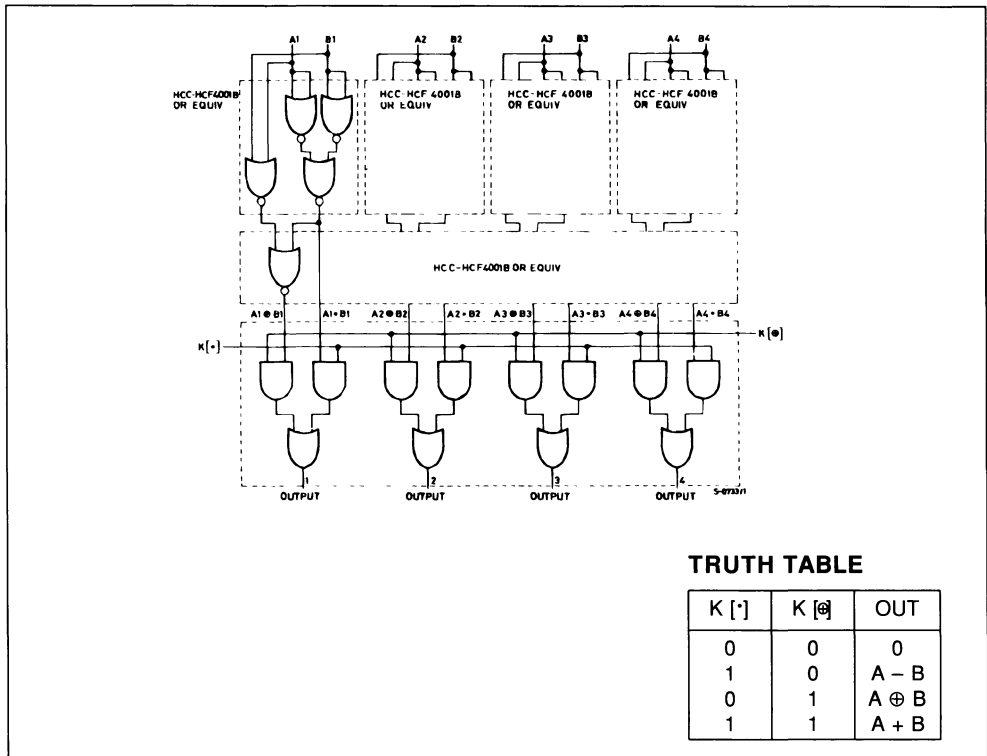 A1 B1 A2 B2 A3 B3 A4 B4
HCC-HCF4001B HCC-HCF 4001B HCC-HCF 4001B HCC-HCF 4001B
OR EQUIV OR EQUIV OR EQUIV OR EQUIV
HCC-HCF4001B OR EQUIV
A1⊕B1 A1•B1 A2⊕B2 A2•B2 A3⊕B3 A3•B3 A4⊕B4 A4•B4
K[⊕]
K[•]
1 2 3 4
OUTPUT OUTPUT OUTPUT OUTPUT
S-0733/1
TRUTH TABLE
K [•] K [⊕] OUT
0 0 0
1 0 A – B
0 1 A ⊕ B
1 1 A + B